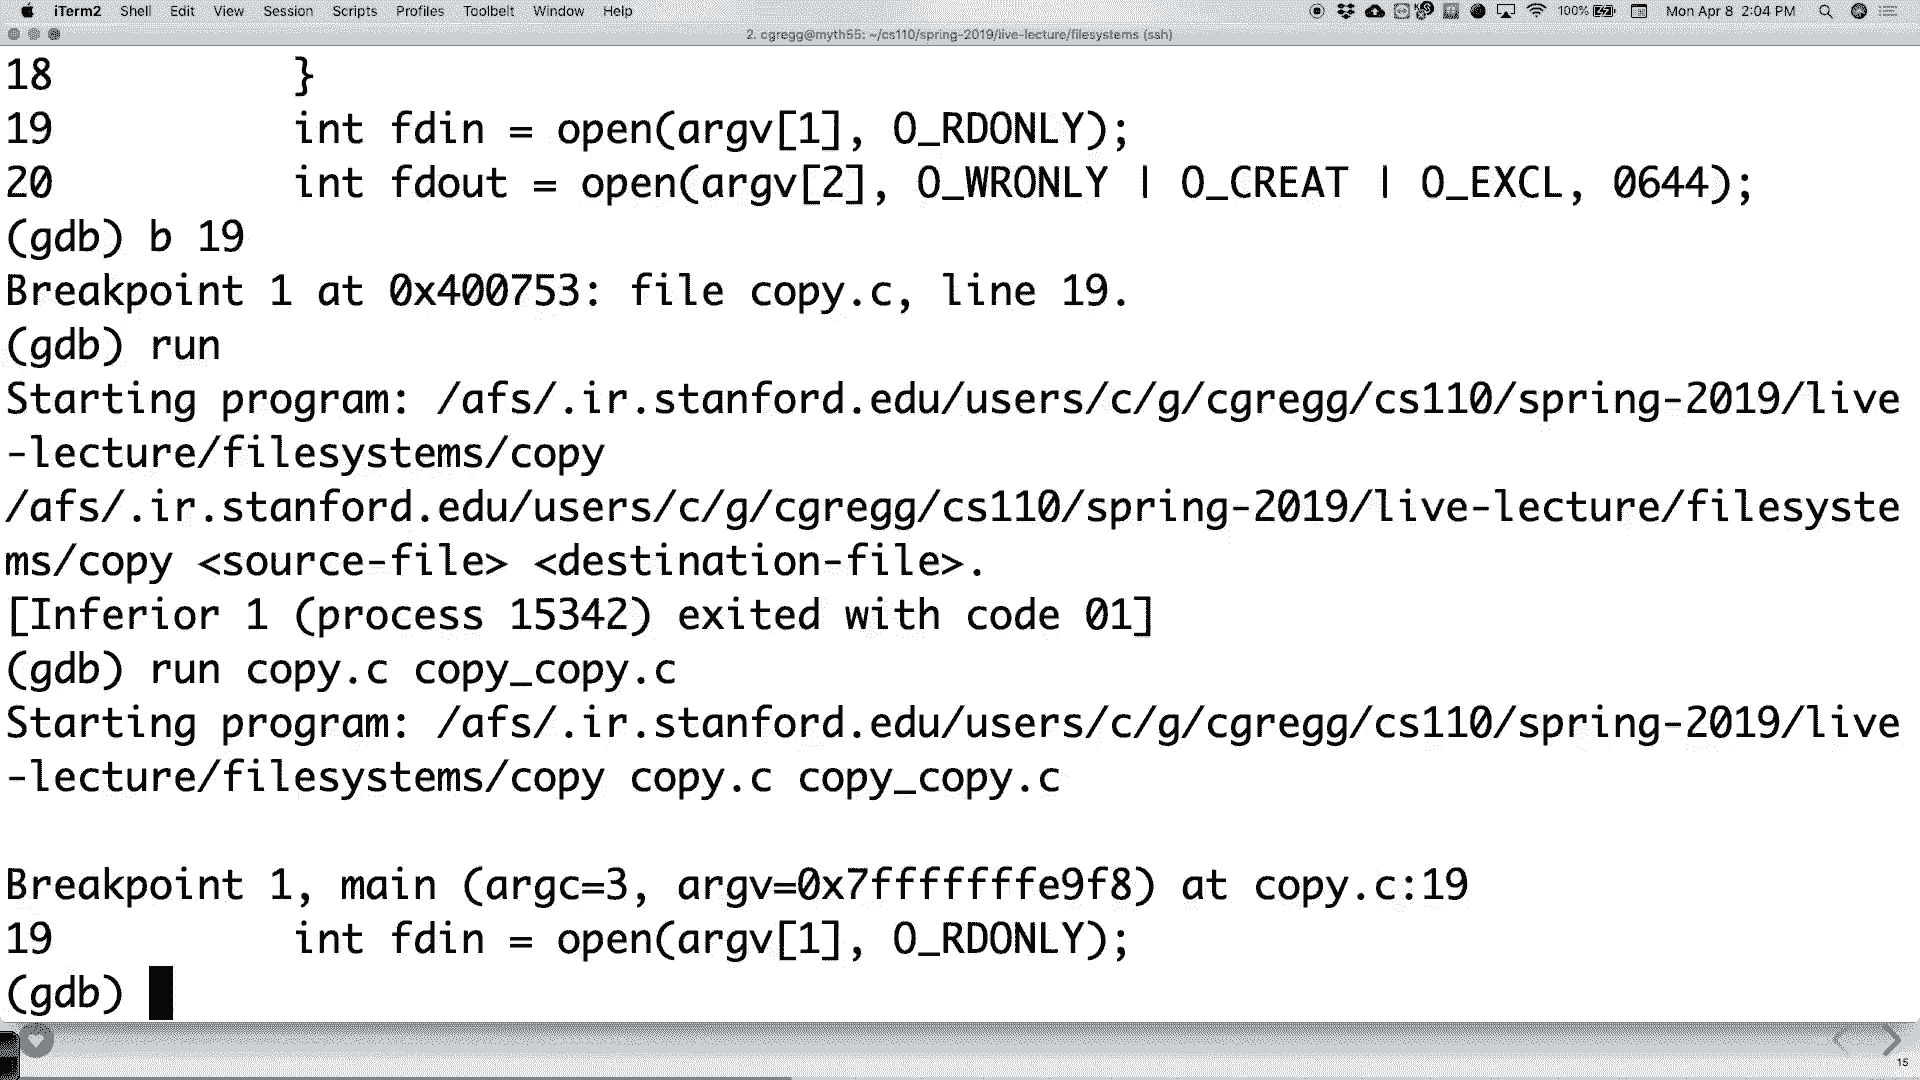 iTerm2 Shell Edit View Session Scripts Profiles Toolbelt Window Help 100% Mon Apr 8 2:04 PM
2. cgregg@myth55: ~/cs110/spring-2019/live-lecture/filesystems (ssh)
18 }
19 int fdin = open(argv[1], O_RDONLY);
20 int fdout = open(argv[2], O_WRONLY | O_CREAT | O_EXCL, 0644);
(gdb) b 19
Breakpoint 1 at 0x400753: file copy.c, line 19.
(gdb) run
Starting program: /afs/.ir.stanford.edu/users/c/g/cgregg/cs110/spring-2019/live
-lecture/filesystems/copy
/afs/.ir.stanford.edu/users/c/g/cgregg/cs110/spring-2019/live-lecture/filesyste
ms/copy <source-file> <destination-file>.
[Inferior 1 (process 15342) exited with code 01]
(gdb) run copy.c copy_copy.c
Starting program: /afs/.ir.stanford.edu/users/c/g/cgregg/cs110/spring-2019/live
-lecture/filesystems/copy copy.c copy_copy.c
Breakpoint 1, main (argc=3, argv=0x7fffffffe9f8) at copy.c:19
19 int fdin = open(argv[1], O_RDONLY);
(gdb)
15